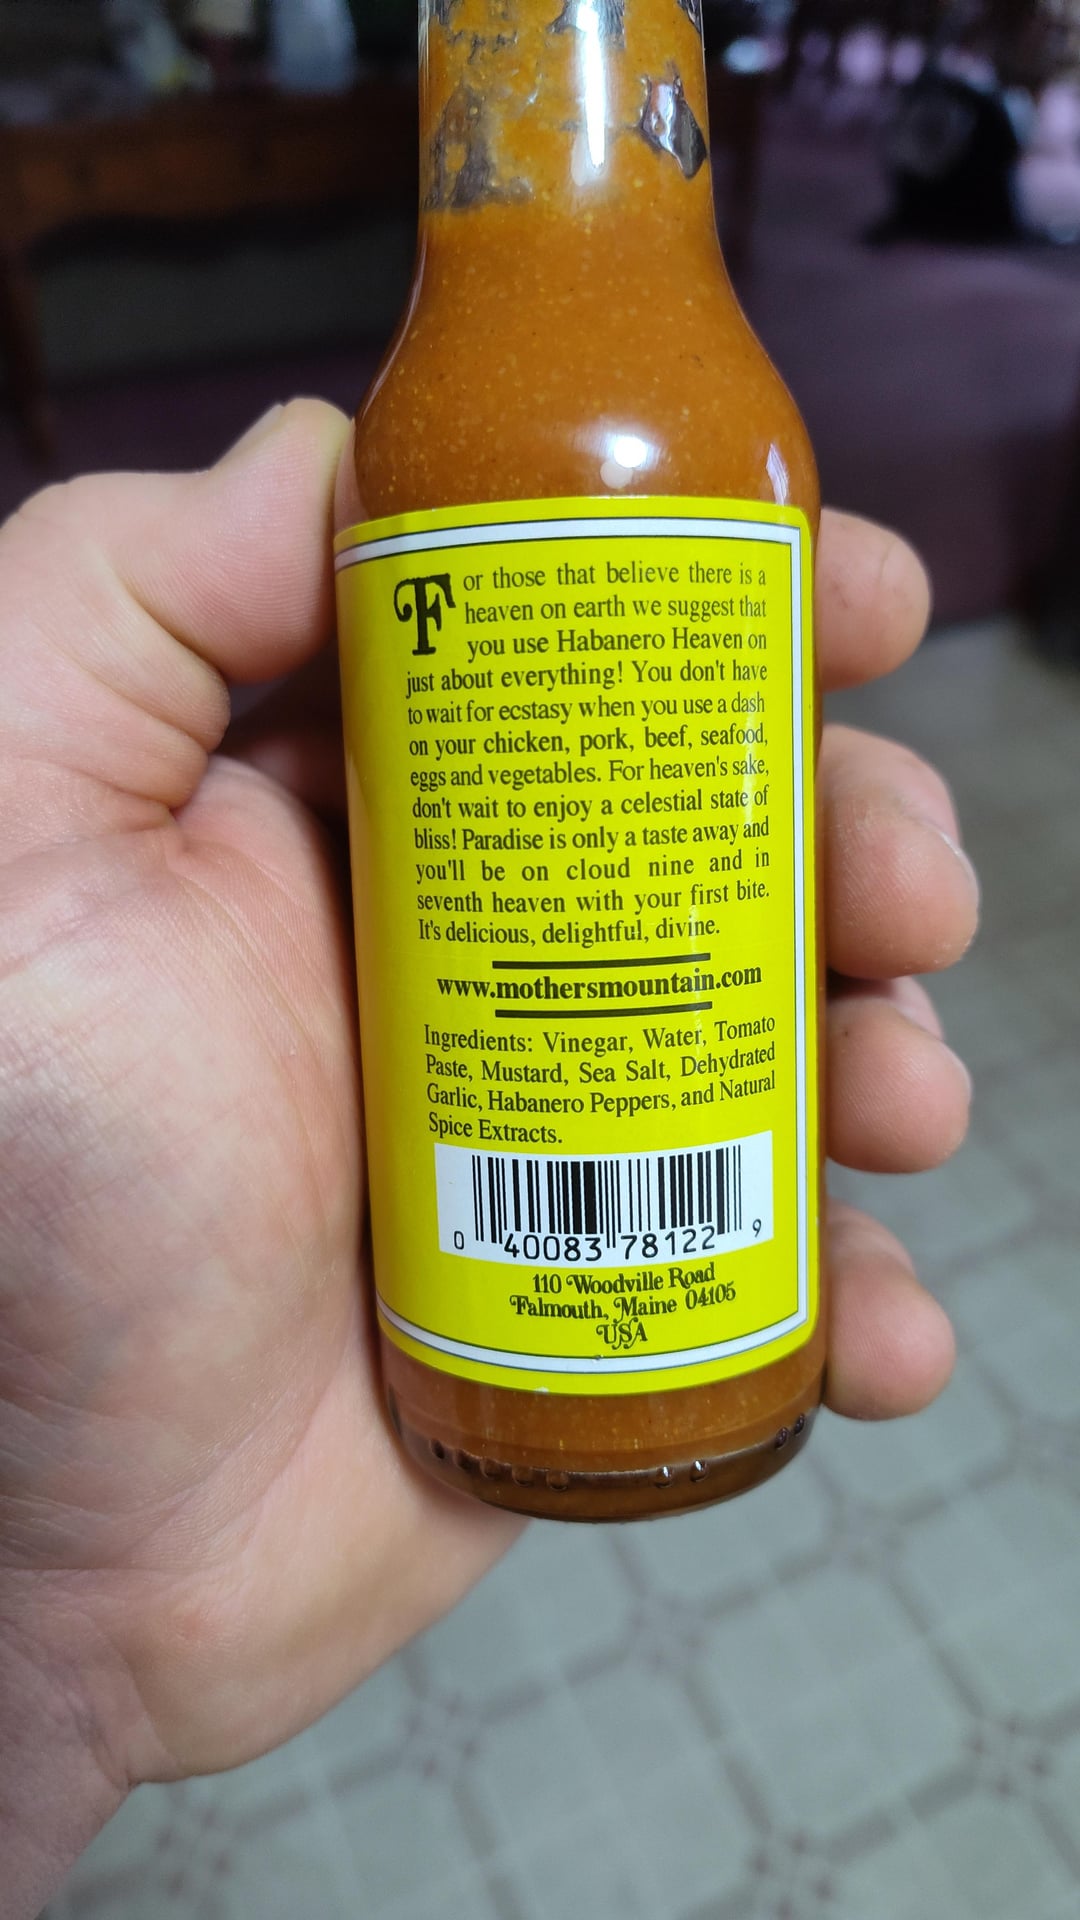 For those that believe there is a
heaven on earth we suggest that
you use Habanero Heaven on
just about everything! You don't have
to wait for ecstasy when you use a dash
on your chicken, pork, beef, seafood,
eggs and vegetables. For heaven's sake,
don't wait to enjoy a celestial state of
bliss! Paradise is only a taste away and
you'll be on cloud nine and in
seventh heaven with your first bite.
It's delicious, delightful, divine.
www.mothersmountain.com
Ingredients: Vinegar, Water, Tomato
Paste, Mustard, Sea Salt, Dehydrated
Garlic, Habanero Peppers, and Natural
Spice Extracts.
0 40083 78122 9
110 Woodville Road
Falmouth, Maine 04105
USA